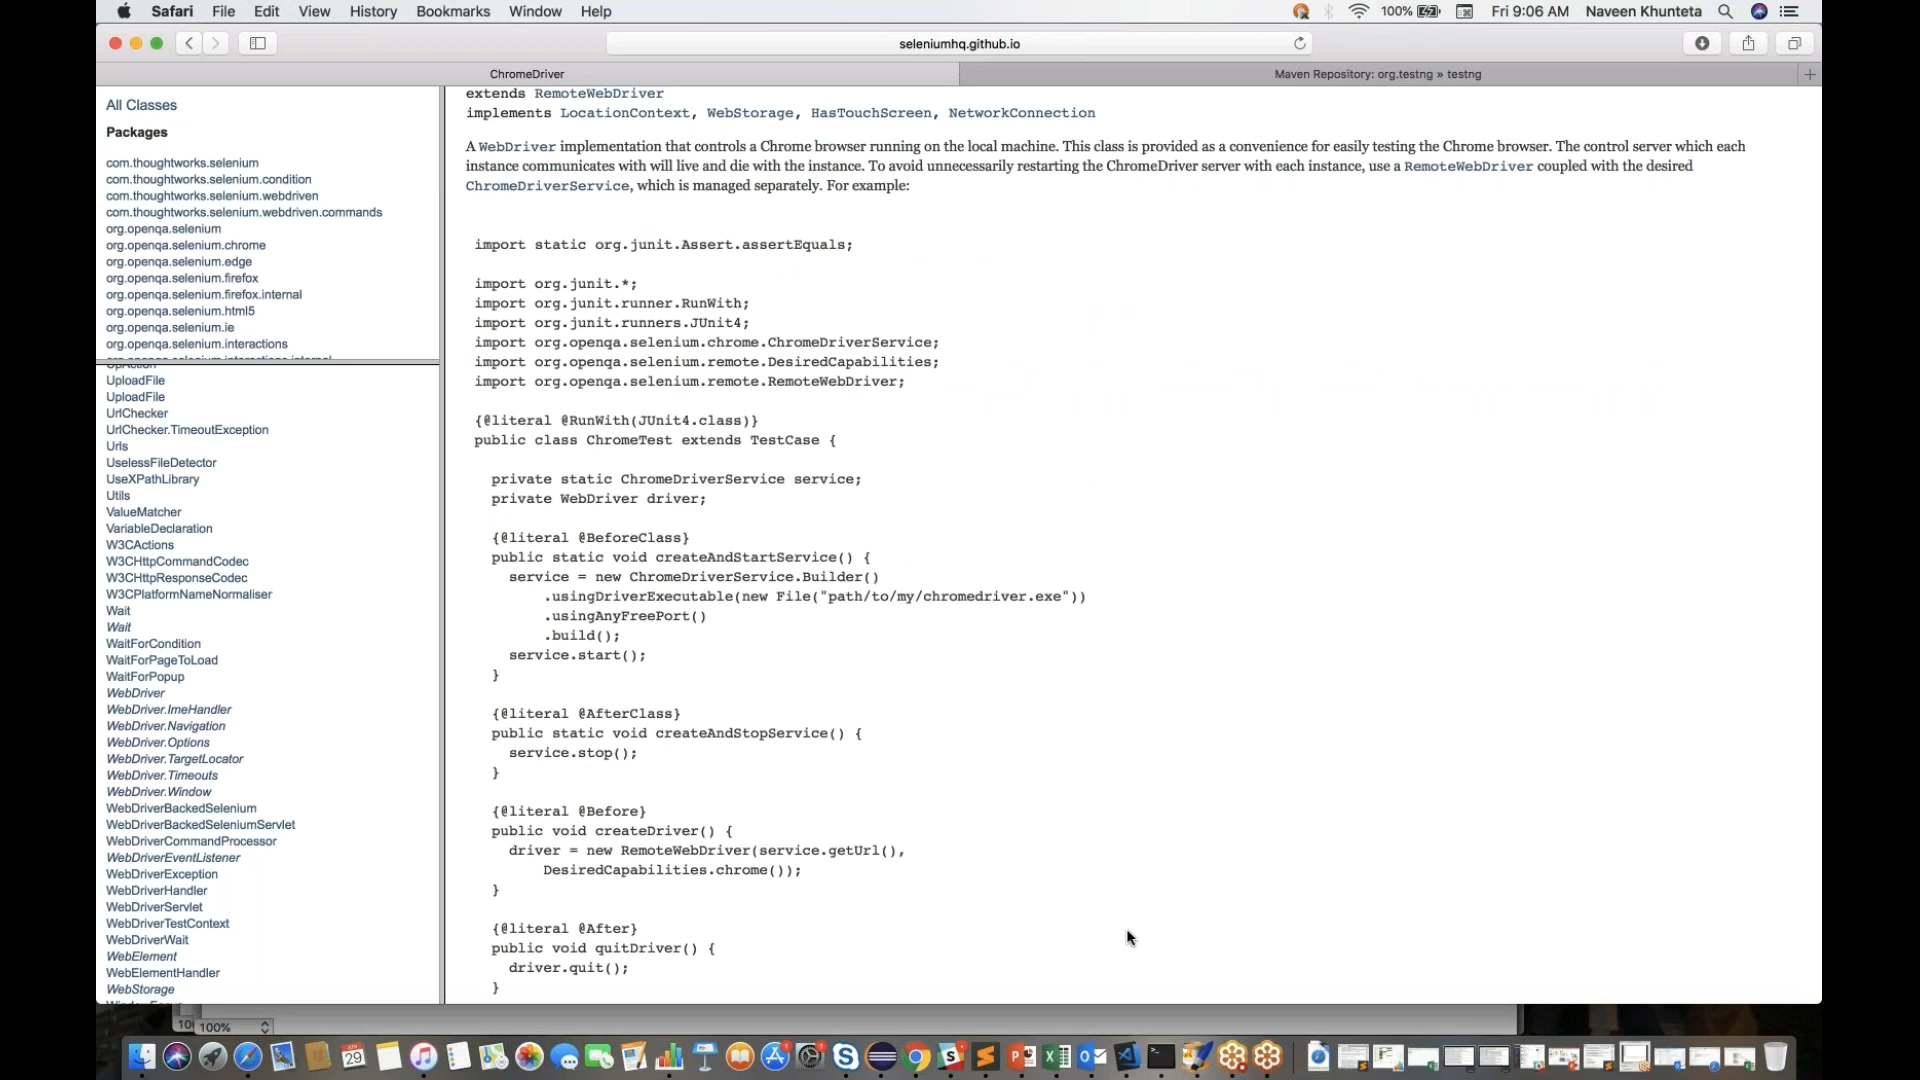 Safari File Edit View History Bookmarks Window Help
100% Fri 9:06 AM Naveen Khunteta
seleniumhq.github.io
ChromeDriver
Maven Repository: org.testng » testng
All Classes
Packages
com.thoughtworks.selenium
com.thoughtworks.selenium.condition
com.thoughtworks.selenium.webdriven
com.thoughtworks.selenium.webdriven.commands
org.openqa.selenium
org.openqa.selenium.chrome
org.openqa.selenium.edge
org.openqa.selenium.firefox
org.openqa.selenium.firefox.internal
org.openqa.selenium.html5
org.openqa.selenium.ie
org.openqa.selenium.interactions
UploadFile
UploadFile
UrlChecker
UrlChecker.TimeoutException
Urls
UselessFileDetector
UseXPathLibrary
Utils
ValueMatcher
VariableDeclaration
W3CActions
W3CHttpCommandCodec
W3CHttpResponseCodec
W3CPlatformNameNormaliser
Wait
Wait
WaitForCondition
WaitForPageToLoad
WaitForPopup
WebDriver
WebDriver.ImeHandler
WebDriver.Navigation
WebDriver.Options
WebDriver.TargetLocator
WebDriver.Timeouts
WebDriver.Window
WebDriverBackedSelenium
WebDriverBackedSeleniumServlet
WebDriverCommandProcessor
WebDriverEventListener
WebDriverException
WebDriverHandler
WebDriverServlet
WebDriverTestContext
WebDriverWait
WebElement
WebElementHandler
WebStorage
extends RemoteWebDriver
implements LocationContext, WebStorage, HasTouchScreen, NetworkConnection
A WebDriver implementation that controls a Chrome browser running on the local machine. This class is provided as a convenience for easily testing the Chrome browser. The control server which each
instance communicates with will live and die with the instance. To avoid unnecessarily restarting the ChromeDriver server with each instance, use a RemoteWebDriver coupled with the desired
ChromeDriverService, which is managed separately. For example:
import static org.junit.Assert.assertEquals;
import org.junit.*;
import org.junit.runner.RunWith;
import org.junit.runners.JUnit4;
import org.openqa.selenium.chrome.ChromeDriverService;
import org.openqa.selenium.remote.DesiredCapabilities;
import org.openqa.selenium.remote.RemoteWebDriver;
{@literal @RunWith(JUnit4.class)}
public class ChromeTest extends TestCase {
private static ChromeDriverService service;
private WebDriver driver;
{@literal @BeforeClass}
public static void createAndStartService() {
service = new ChromeDriverService.Builder()
.usingDriverExecutable(new File("path/to/my/chromedriver.exe"))
.usingAnyFreePort()
.build();
service.start();
}
{@literal @AfterClass}
public static void createAndStopService() {
service.stop();
}
{@literal @Before}
public void createDriver() {
driver = new RemoteWebDriver(service.getUrl(),
DesiredCapabilities.chrome());
}
{@literal @After}
public void quitDriver() {
driver.quit();
}
100%
29